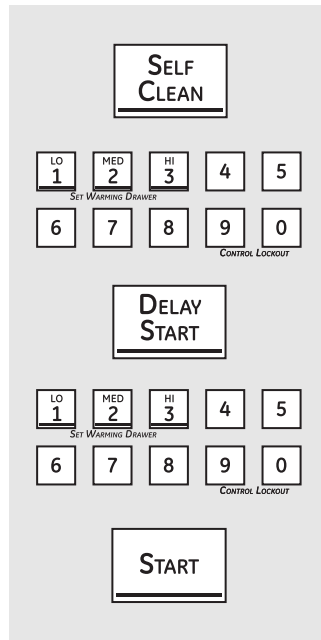 SELF
CLEAN
LO MED HI
1 2 3 4 5
SET WARMING DRAWER
6 7 8 9 0
CONTROL LOCKOUT
DELAY
START
LO MED HI
1 2 3 4 5
SET WARMING DRAWER
6 7 8 9 0
CONTROL LOCKOUT
START